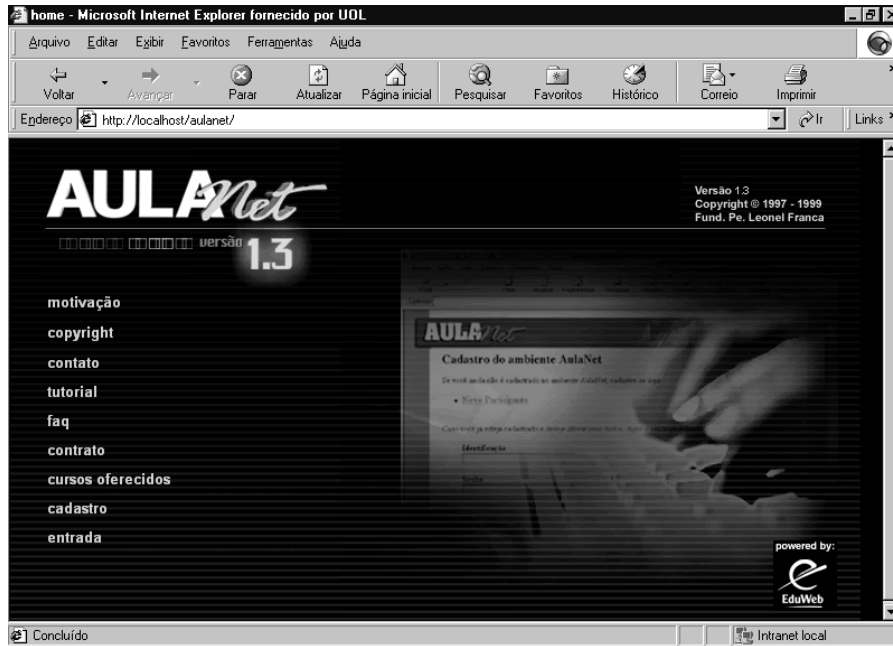 home - Microsoft Internet Explorer fornecido por UOL
Arquivo Editar Exibir Favoritos Ferramentas Ajuda
Voltar Avançar Parar Atualizar Página inicial Pesquisar Favoritos Histórico Correio Imprimir
Endereço http://localhost/aulanet/ Ir Links
AULANet
Versão 1.3
Copyright © 1997 - 1999
Fund. Pe. Leonel Franca
versão 1.3
motivação
copyright
contato
tutorial
faq
contrato
cursos oferecidos
cadastro
entrada
AULANet
Cadastro do ambiente AulaNet
Novo Participante
Identificação
Senha
powered by:
EduWeb
Concluído Intranet local